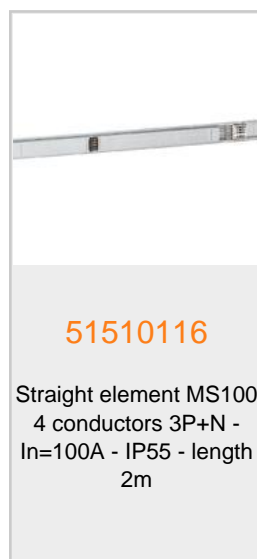 51510116
Straight element MS100
4 conductors 3P+N -
In=100A - IP55 - length
2m